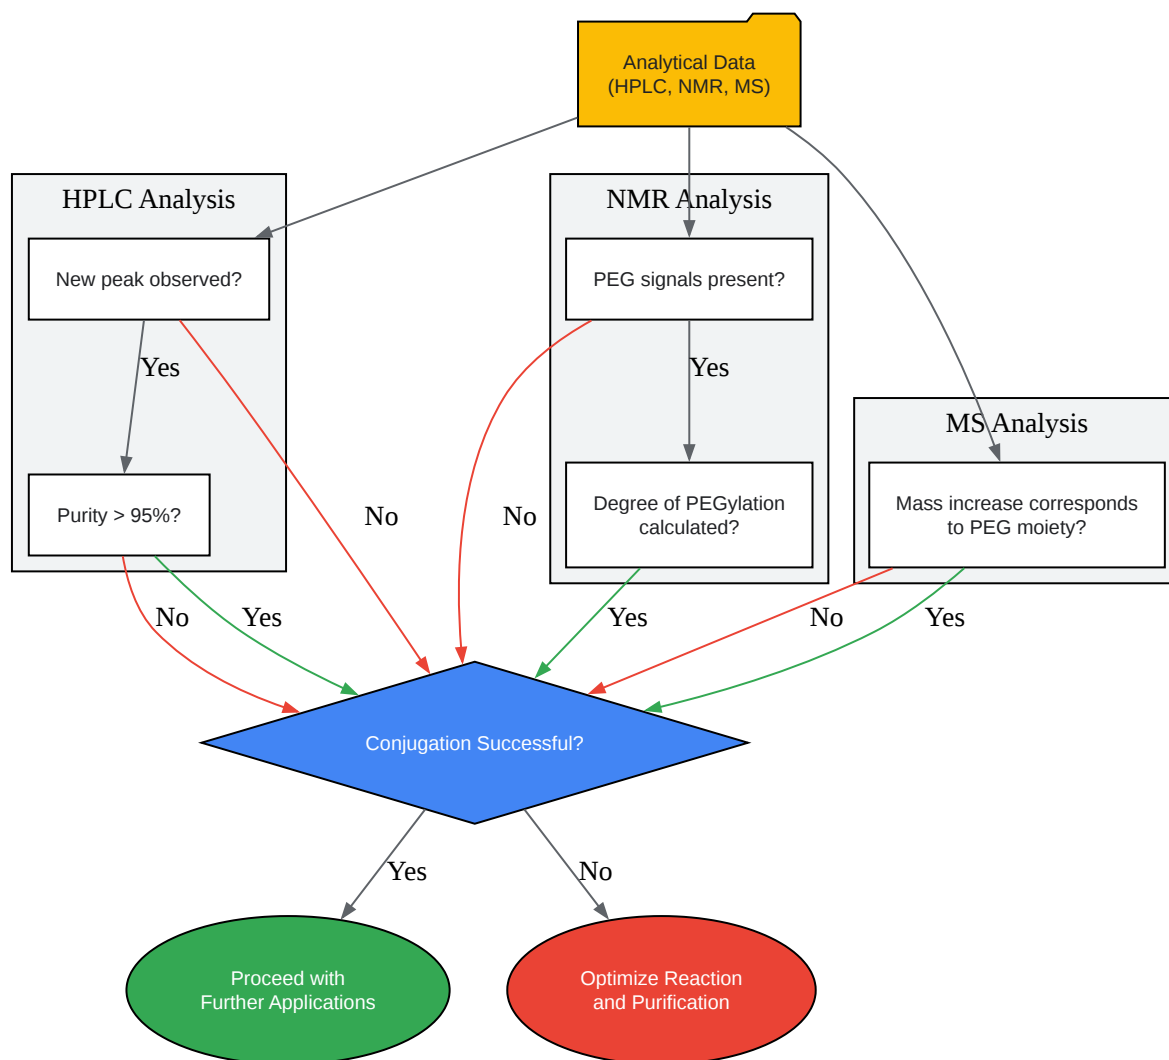 Analytical Data
(HPLC, NMR, MS)
HPLC Analysis
NMR Analysis
New peak observed?
PEG signals present?
Yes
Yes
MS Analysis
Purity > 95%?
No
No
Degree of PEGylation
calculated?
Mass increase corresponds
to PEG moiety?
No
Yes
Yes
No
Yes
Conjugation Successful?
Yes
No
Proceed with
Further Applications
Optimize Reaction
and Purification